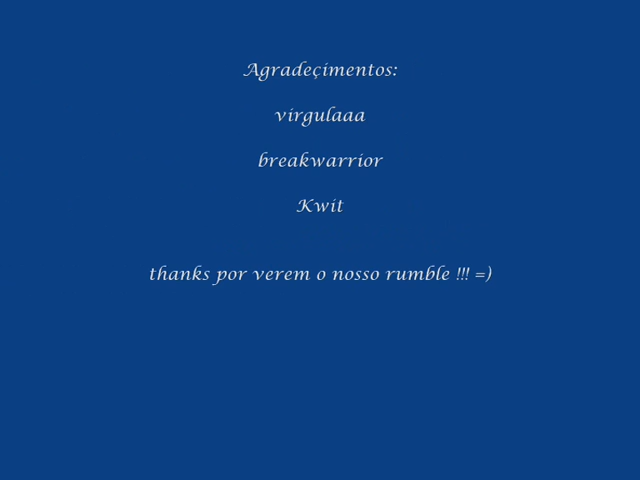 Agradeçimentos:
virgulaaa
breakwarrior
Kwit
thanks por verem o nosso rumble !!! =)